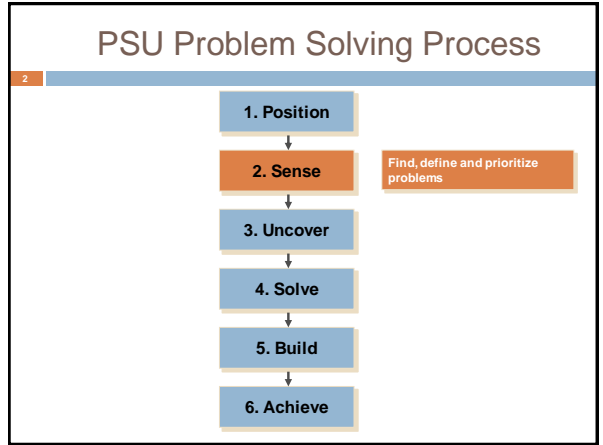 PSU Problem Solving Process
2
1. Position
2. Sense
Find, define and prioritize
problems
3. Uncover
4. Solve
5. Build
6. Achieve